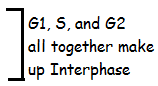 G1, S, and G2
all together make
up Interphase